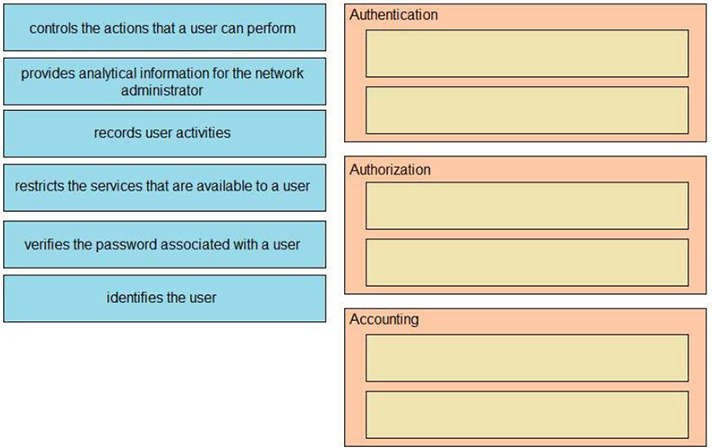 controls the actions that a user can perform
provides analytical information for the network
administrator
records user activities
restricts the services that are available to a user
verifies the password associated with a user
identifies the user
Authentication
Authorization
Accounting